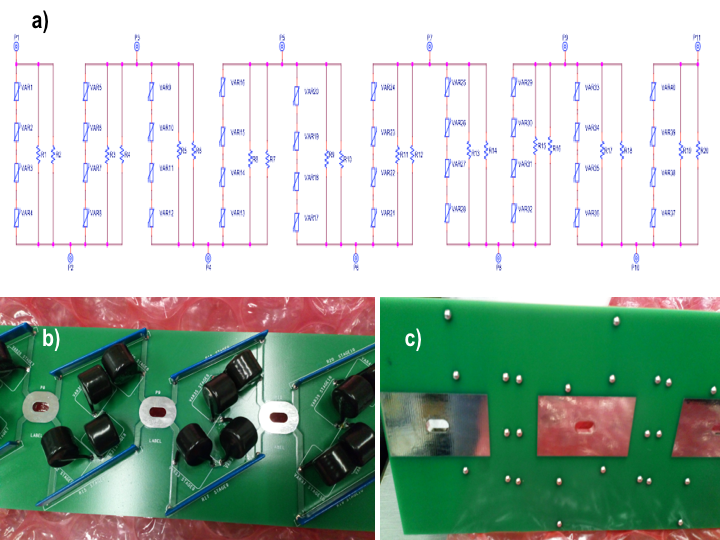 a)
P1 P3 P5 P7 P9 P11
VAR1 VAR5 VAR9 VAR16 VAR20 VAR24 VAR25 VAR29 VAR33 VAR40
VAR2 VAR6 VAR10 VAR15 VAR19 VAR23 VAR26 VAR30 VAR34 VAR39
R1 R2 R3 R4 R5 R6 R8 R7 R9 R10 R11 R12 R13 R14 R15 R16 R17 R18 R19 R20
VAR3 VAR7 VAR11 VAR14 VAR18 VAR22 VAR27 VAR31 VAR35 VAR38
VAR4 VAR8 VAR12 VAR13 VAR17 VAR21 VAR28 VAR32 VAR36 VAR37
P2 P4 P6 P8 P10
b)
c)
LABEL
LABEL